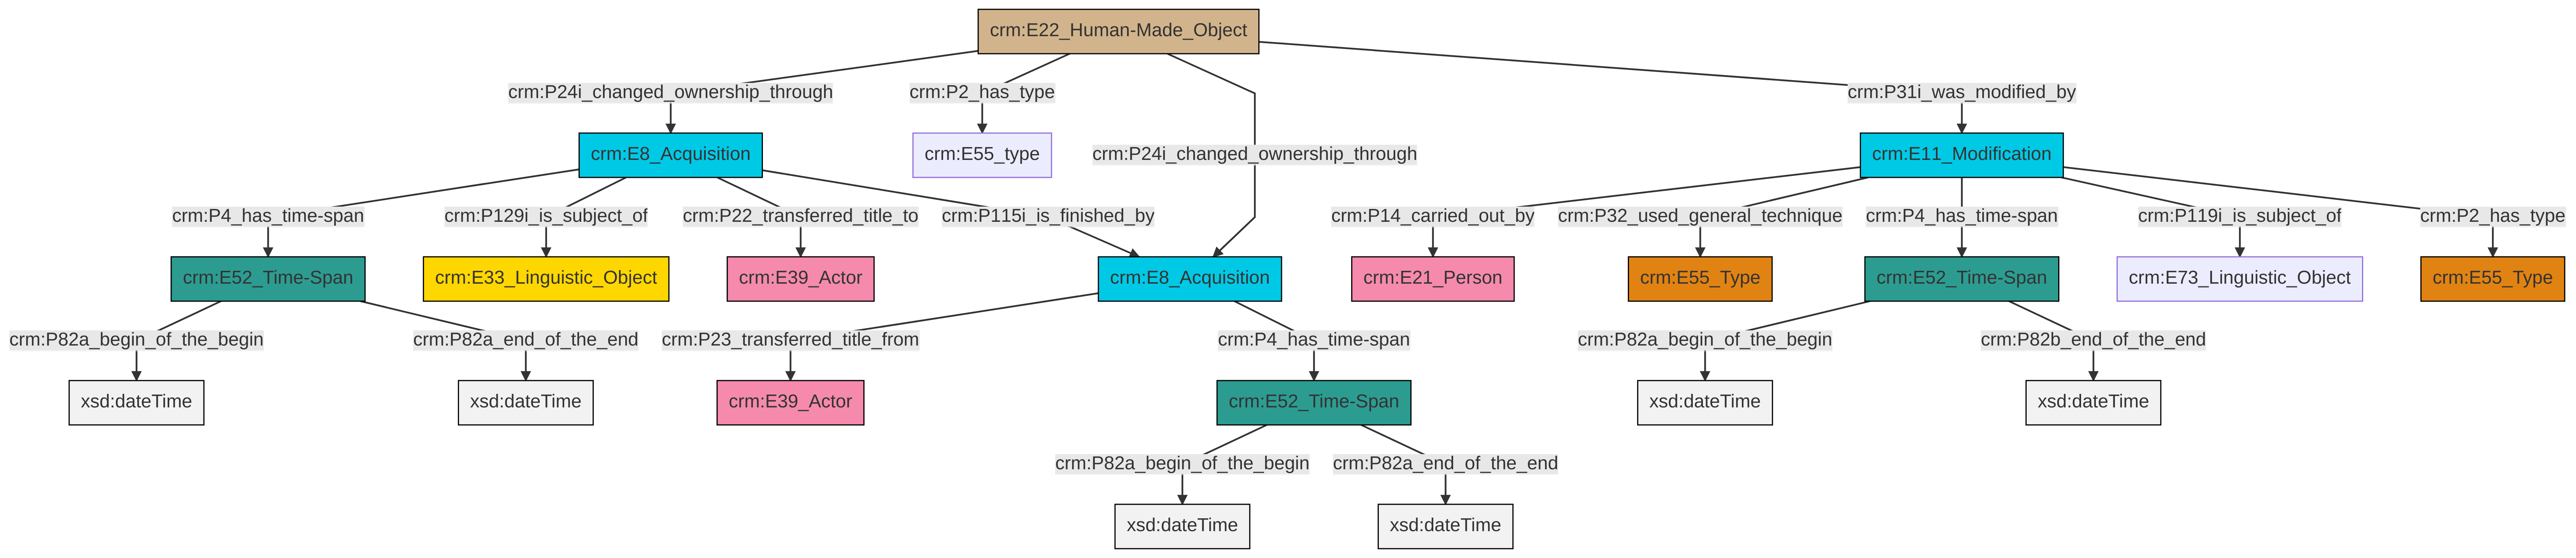 crm:E22_Human-Made_Object
crm:P24i_changed_ownership_through
crm:P2_has_type
crm:P31i_was_modified_by
crm:E8_Acquisition
crm:E55_type
crm:P24i_changed_ownership_through
crm:E11_Modification
crm:P4_has_time-span
crm:P129i_is_subject_of
crm:P22_transferred_title_to
crm:P115i_is_finished_by
crm:P14_carried_out_by
crm:P32_used_general_technique
crm:P4_has_time-span
crm:P119i_is_subject_of
crm:P2_has_type
crm:E52_Time-Span
crm:E33_Linguistic_Object
crm:E39_Actor
crm:E8_Acquisition
crm:E21_Person
crm:E55_Type
crm:E52_Time-Span
crm:E73_Linguistic_Object
crm:E55_Type
crm:P82a_begin_of_the_begin
crm:P82a_end_of_the_end
crm:P23_transferred_title_from
crm:P4_has_time-span
crm:P82a_begin_of_the_begin
crm:P82b_end_of_the_end
xsd:dateTime
xsd:dateTime
crm:E39_Actor
crm:E52_Time-Span
xsd:dateTime
xsd:dateTime
crm:P82a_begin_of_the_begin
crm:P82a_end_of_the_end
xsd:dateTime
xsd:dateTime